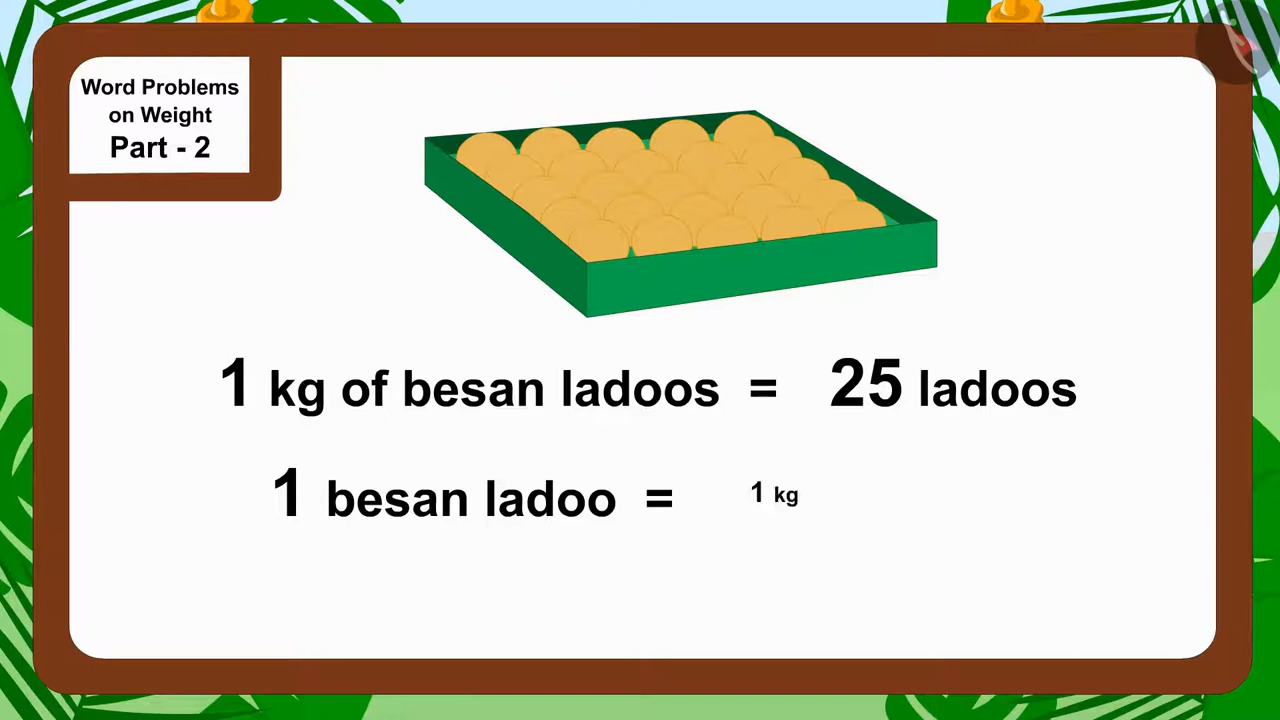 Word Problems
on Weight
Part - 2
1 kg of besan ladoos = 25 ladoos
1 besan ladoo = 1 kg